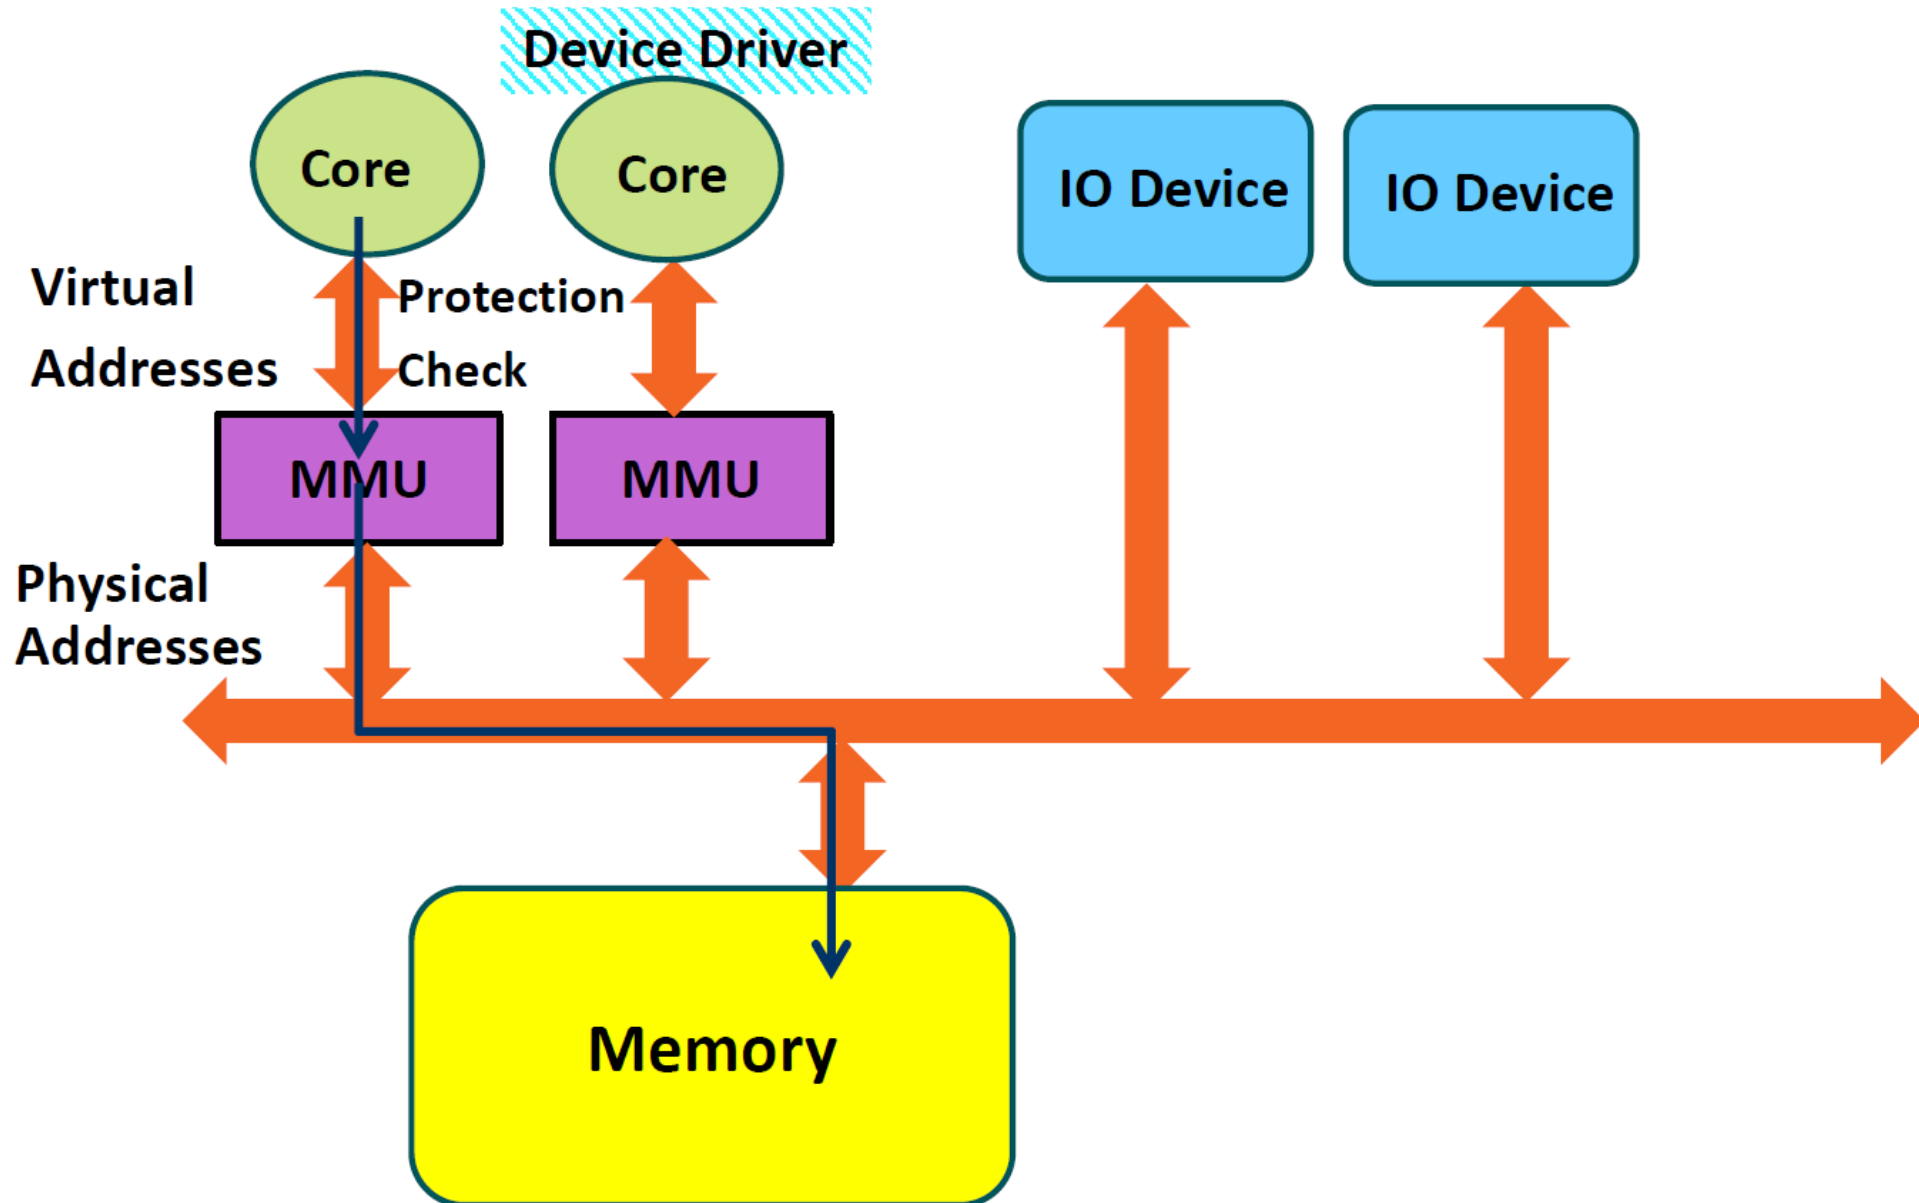 Device Driver
Core
Core
IO Device
IO Device
Virtual
Addresses
Protection
Check
MMU
MMU
Physical
Addresses
Memory